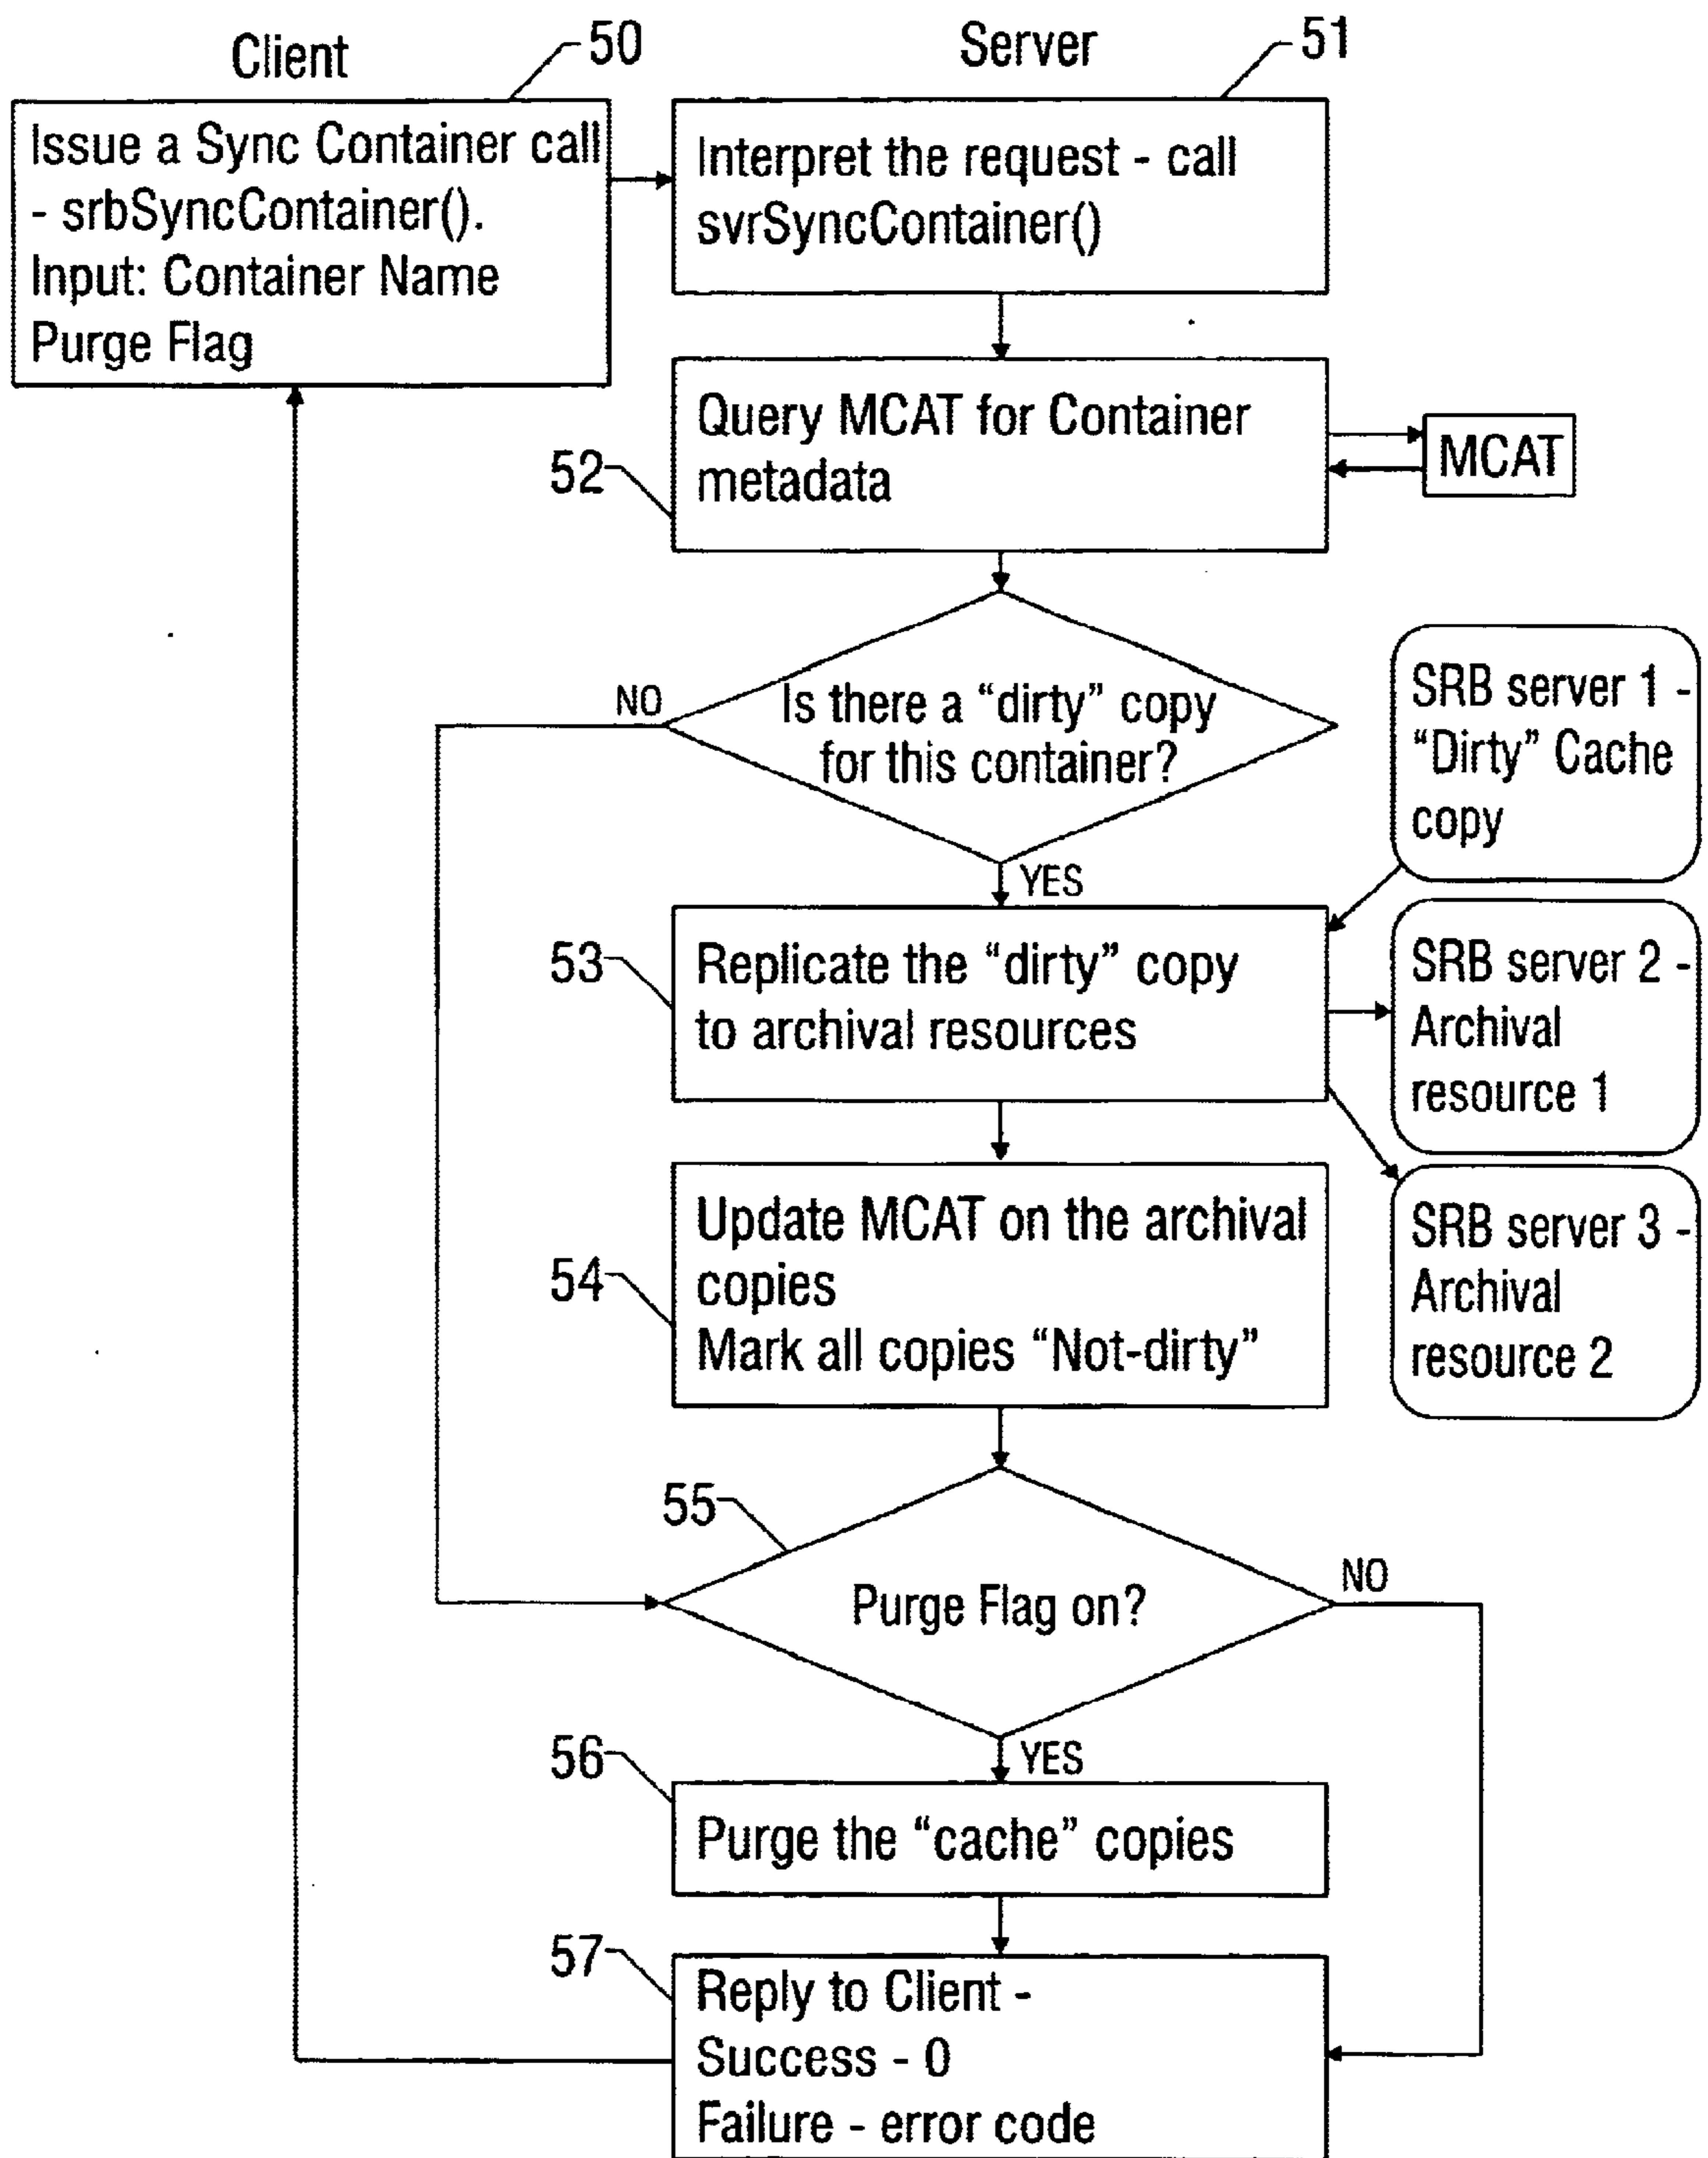 Client
50
Server
51
Issue a Sync Container call
- srbSyncContainer().
Input: Container Name
Purge Flag
Interpret the request - call
svrSyncContainer()
52
Query MCAT for Container
metadata
MCAT
NO
Is there a “dirty” copy
for this container?
YES
SRB server 1 -
“Dirty” Cache
copy
53
Replicate the “dirty” copy
to archival resources
SRB server 2 -
Archival
resource 1
54
Update MCAT on the archival
copies
Mark all copies “Not-dirty”
SRB server 3 -
Archival
resource 2
55
Purge Flag on?
NO
YES
56
Purge the “cache” copies
57
Reply to Client -
Success - 0
Failure - error code